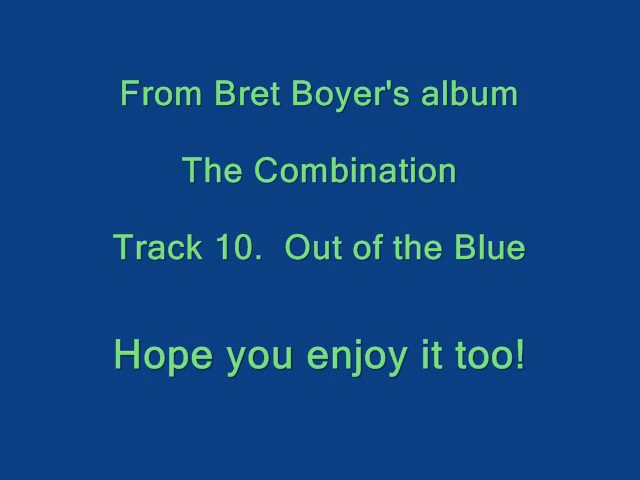 From Bret Boyer's album
The Combination
Track 10.  Out of the Blue
Hope you enjoy it too!